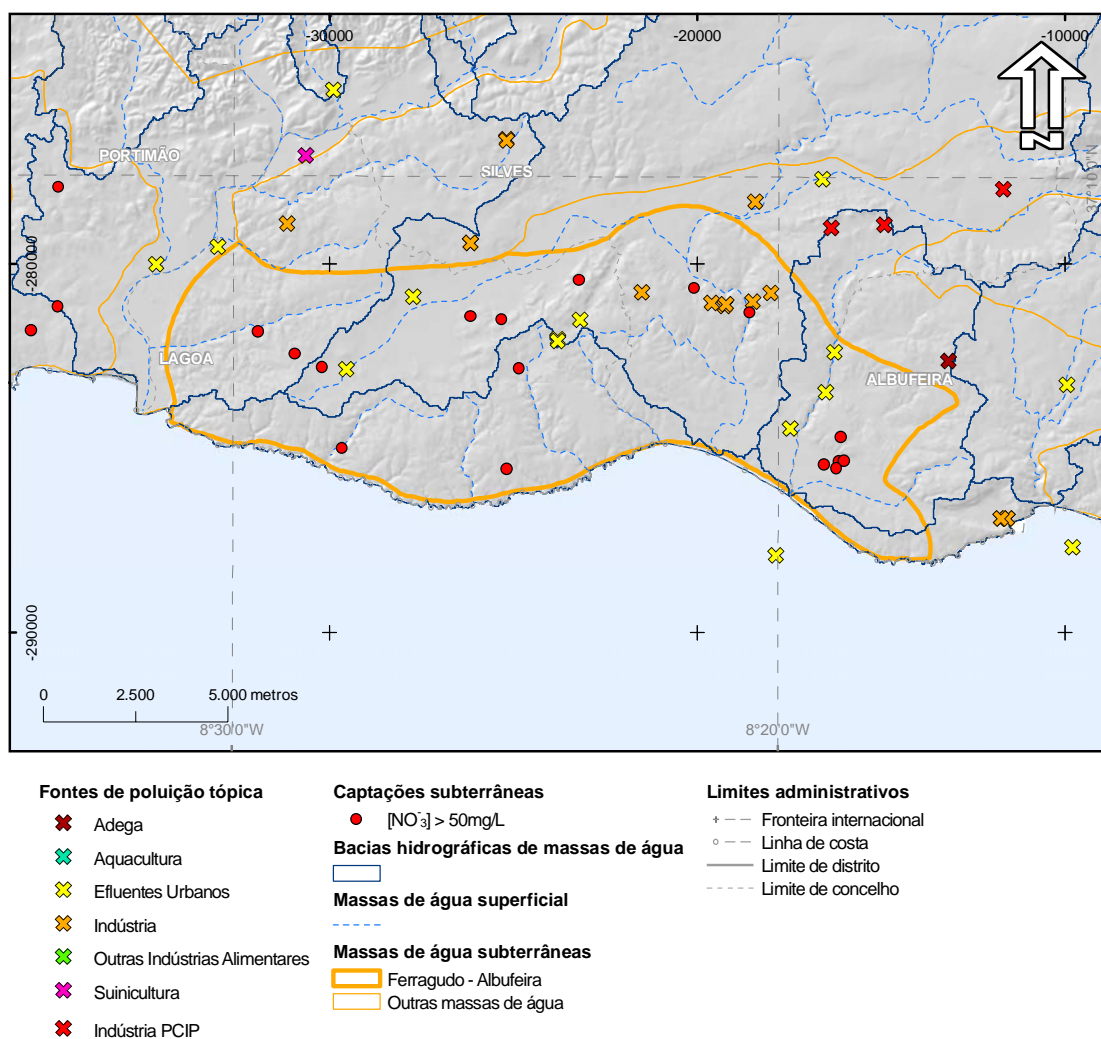 -30000
-20000
-10000
N
PORTIMÃO
SILVES
37°10'0"N
-280000
LAGOA
ALBUFEIRA
-290000
0 2.500 5.000 metros
8°30'0"W
8°20'0"W
Fontes de poluição tópica
Adega
Aquacultura
Efluentes Urbanos
Indústria
Outras Indústrias Alimentares
Suinicultura
Indústria PCIP
Captações subterrâneas
[NO⁻₃] > 50mg/L
Bacias hidrográficas de massas de água
Massas de água superficial
Massas de água subterrâneas
Ferragudo - Albufeira
Outras massas de água
Limites administrativos
Fronteira internacional
Linha de costa
Limite de distrito
Limite de concelho